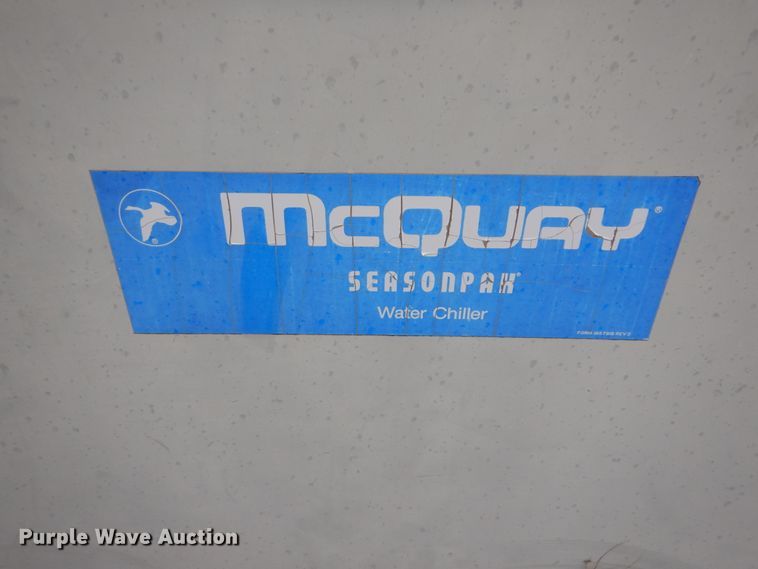 McQuay®
SEASONPAK®
Water Chiller
Purple Wave Auction